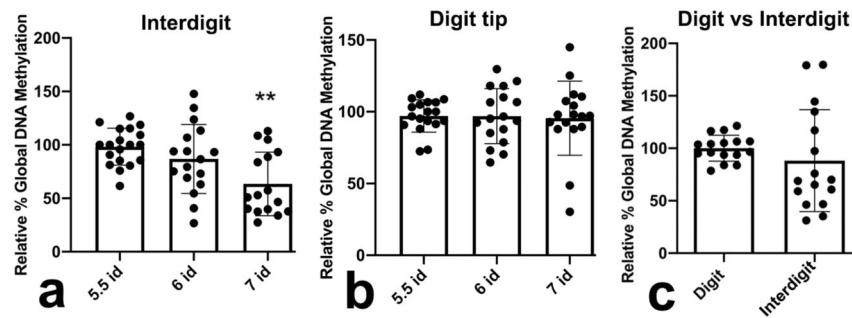 Interdigit
Relative % Global DNA Methylation
200
150
100
50
0
**
5.5 id
6 id
7 id
a
Digit tip
Relative % Global DNA Methylation
150
100
50
0
5.5 id
6 id
7 id
b
Digit vs Interdigit
Relative % Global DNA Methylation
200
150
100
50
0
Digit
Interdigit
c